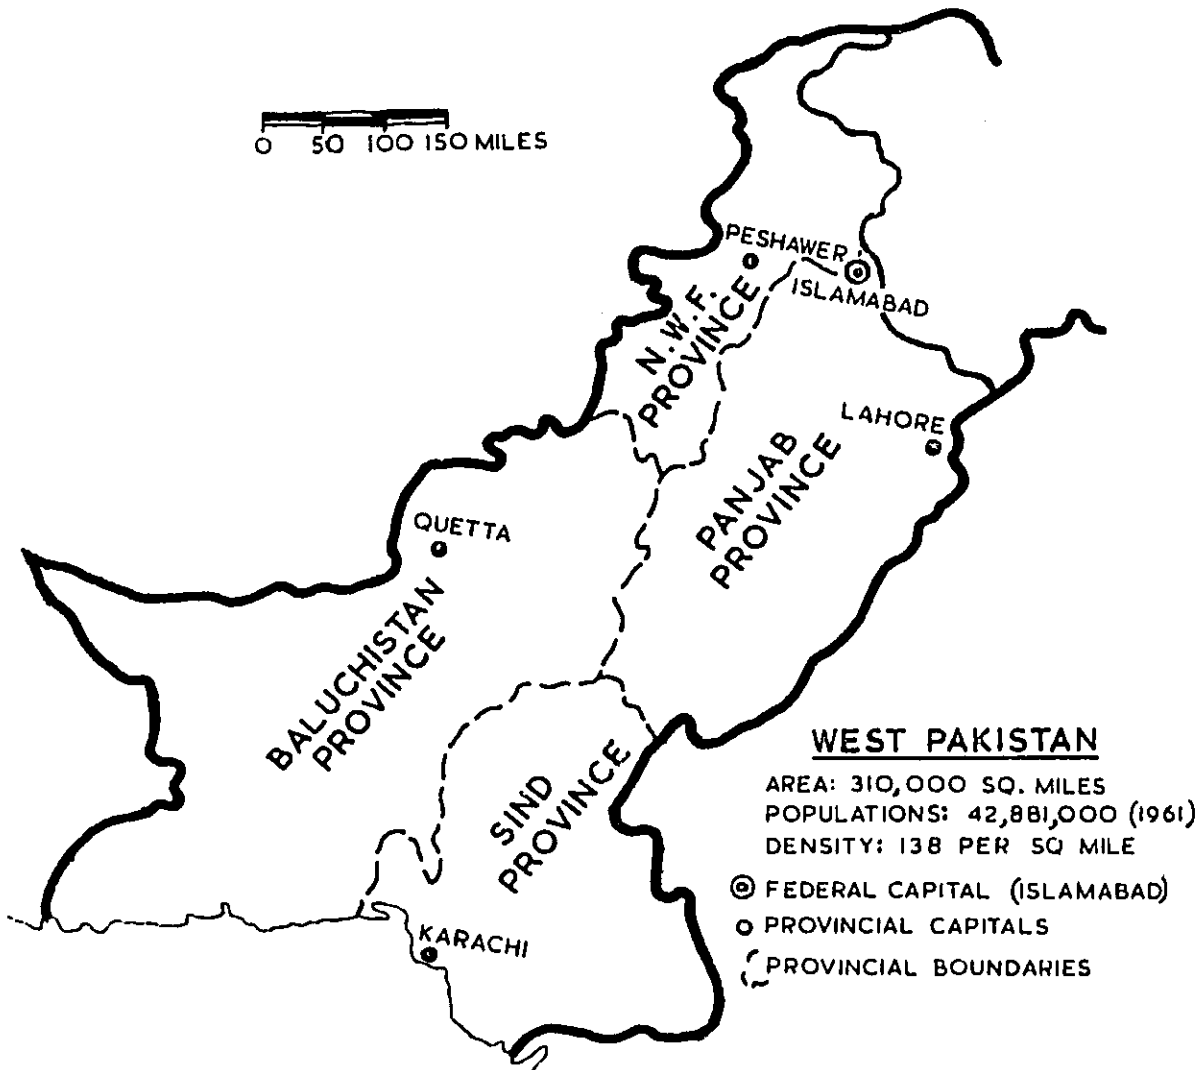 0 50 100 150 MILES
PESHAWER
ISLAMABAD
N.W.F.
PROVINCE
LAHORE
PANJAB
PROVINCE
QUETTA
BALUCHISTAN
PROVINCE
SIND
PROVINCE
KARACHI
WEST PAKISTAN
AREA: 310,000 SQ. MILES
POPULATIONS: 42,881,000 (1961)
DENSITY: 138 PER SQ MILE
FEDERAL CAPITAL (ISLAMABAD)
PROVINCIAL CAPITALS
PROVINCIAL BOUNDARIES